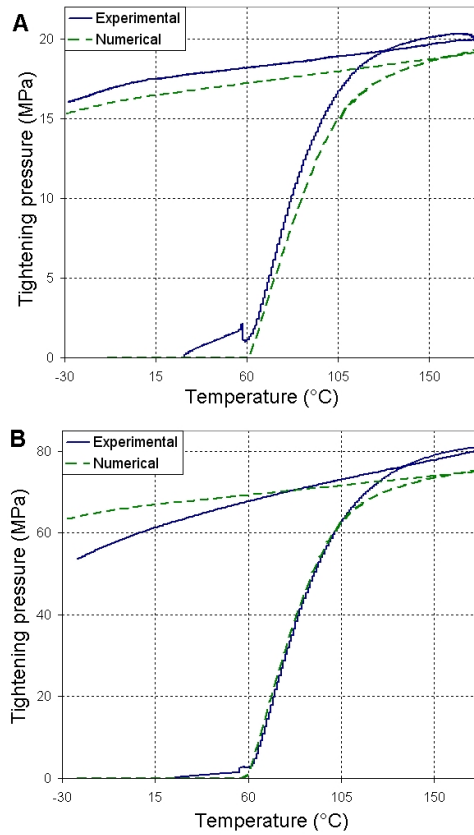 A
Experimental
Numerical
Tightening pressure (MPa)
20
15
10
5
0
-30
15
60
105
150
Temperature (°C)
B
Experimental
Numerical
Tightening pressure (MPa)
80
60
40
20
0
-30
15
60
105
150
Temperature (°C)